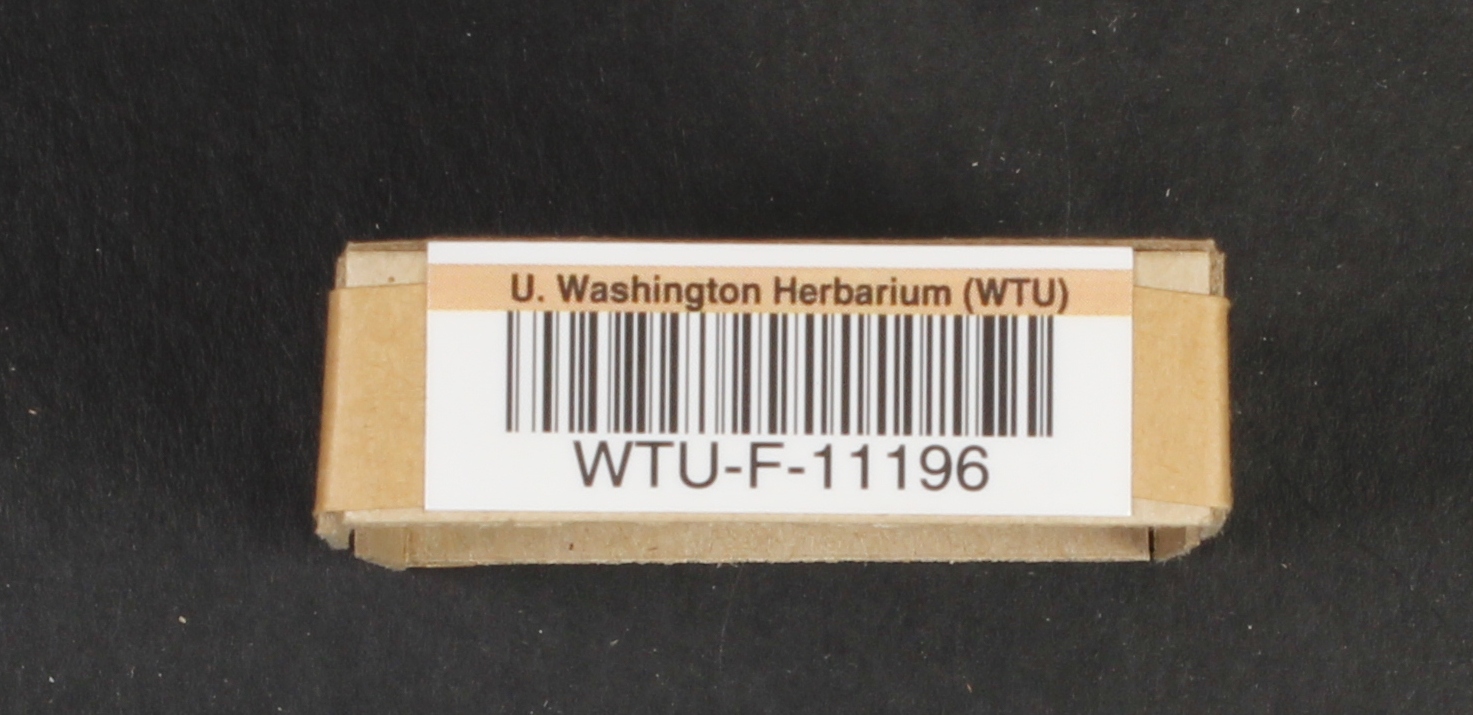 U. Washington Herbarium (WTU)
WTU-F-11196